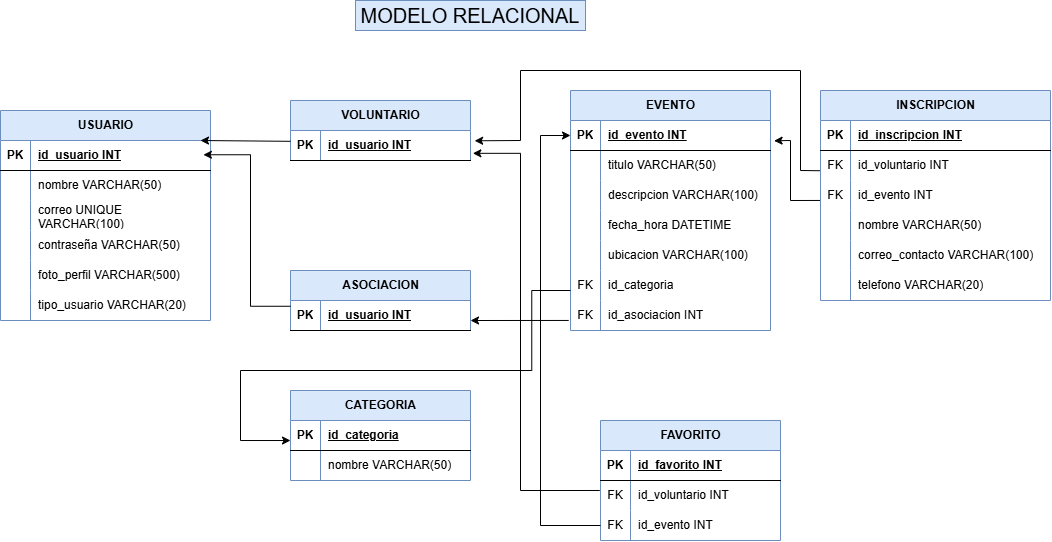 MODELO RELACIONAL
USUARIO
PK id_usuario INT
nombre VARCHAR(50)
correo UNIQUE
VARCHAR(100)
contraseña VARCHAR(50)
foto_perfil VARCHAR(500)
tipo_usuario VARCHAR(20)
VOLUNTARIO
PK id_usuario INT
ASOCIACION
PK id_usuario INT
CATEGORIA
PK id_categoria
nombre VARCHAR(50)
EVENTO
PK id_evento INT
titulo VARCHAR(50)
descripcion VARCHAR(100)
fecha_hora DATETIME
ubicacion VARCHAR(100)
FK id_categoria
FK id_asociacion INT
FAVORITO
PK id_favorito INT
FK id_voluntario INT
FK id_evento INT
INSCRIPCION
PK id_inscripcion INT
FK id_voluntario INT
FK id_evento INT
nombre VARCHAR(50)
correo_contacto VARCHAR(100)
telefono VARCHAR(20)